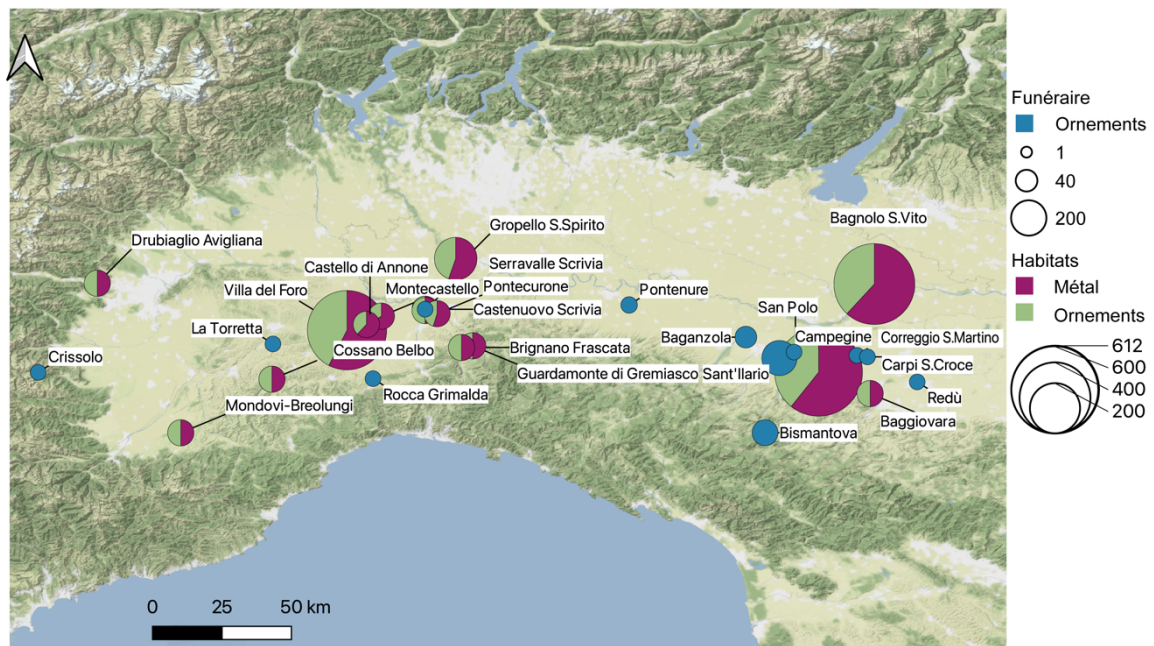 Bagnolo S.Vito
Gropello S.Spirito
Drubiaglio Avigliana
Serravalle Scrivia
Castello di Annone
Villa del Foro
Montecastello
Pontecurone
Pontenure
Castenuovo Scrivia
San Polo
La Torretta
Baganzola
Campegine
Correggio S.Martino
Cossano Belbo
Brignano Frascata
Crissolo
Carpi S.Croce
Guardamonte di Gremiasco
Sant'Ilario
Rocca Grimalda
Redù
Mondovi-Breolungi
Baggiovara
Bismantova
0 25 50 km
Funéraire
Ornements
1
40
200
Habitats
Métal
Ornements
612
600
400
200